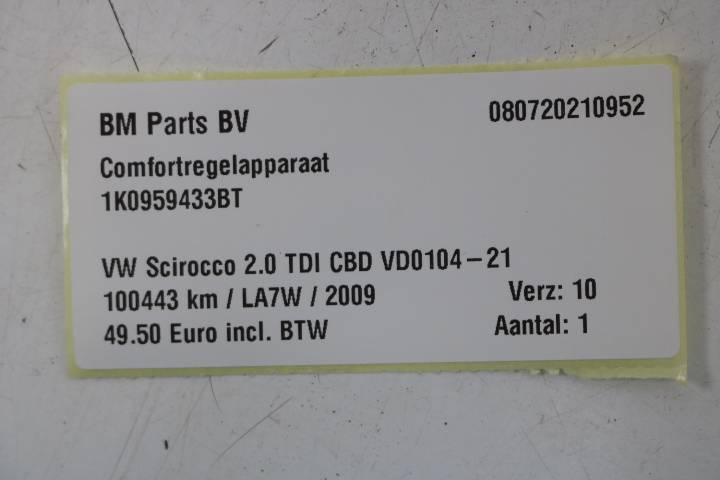 BM Parts BV 080720210952
Comfortregelapparaat
1K0959433BT
VW Scirocco 2.0 TDI CBD VD0104-21
100443 km / LA7W / 2009 Verz: 10
49.50 Euro incl. BTW Aantal: 1